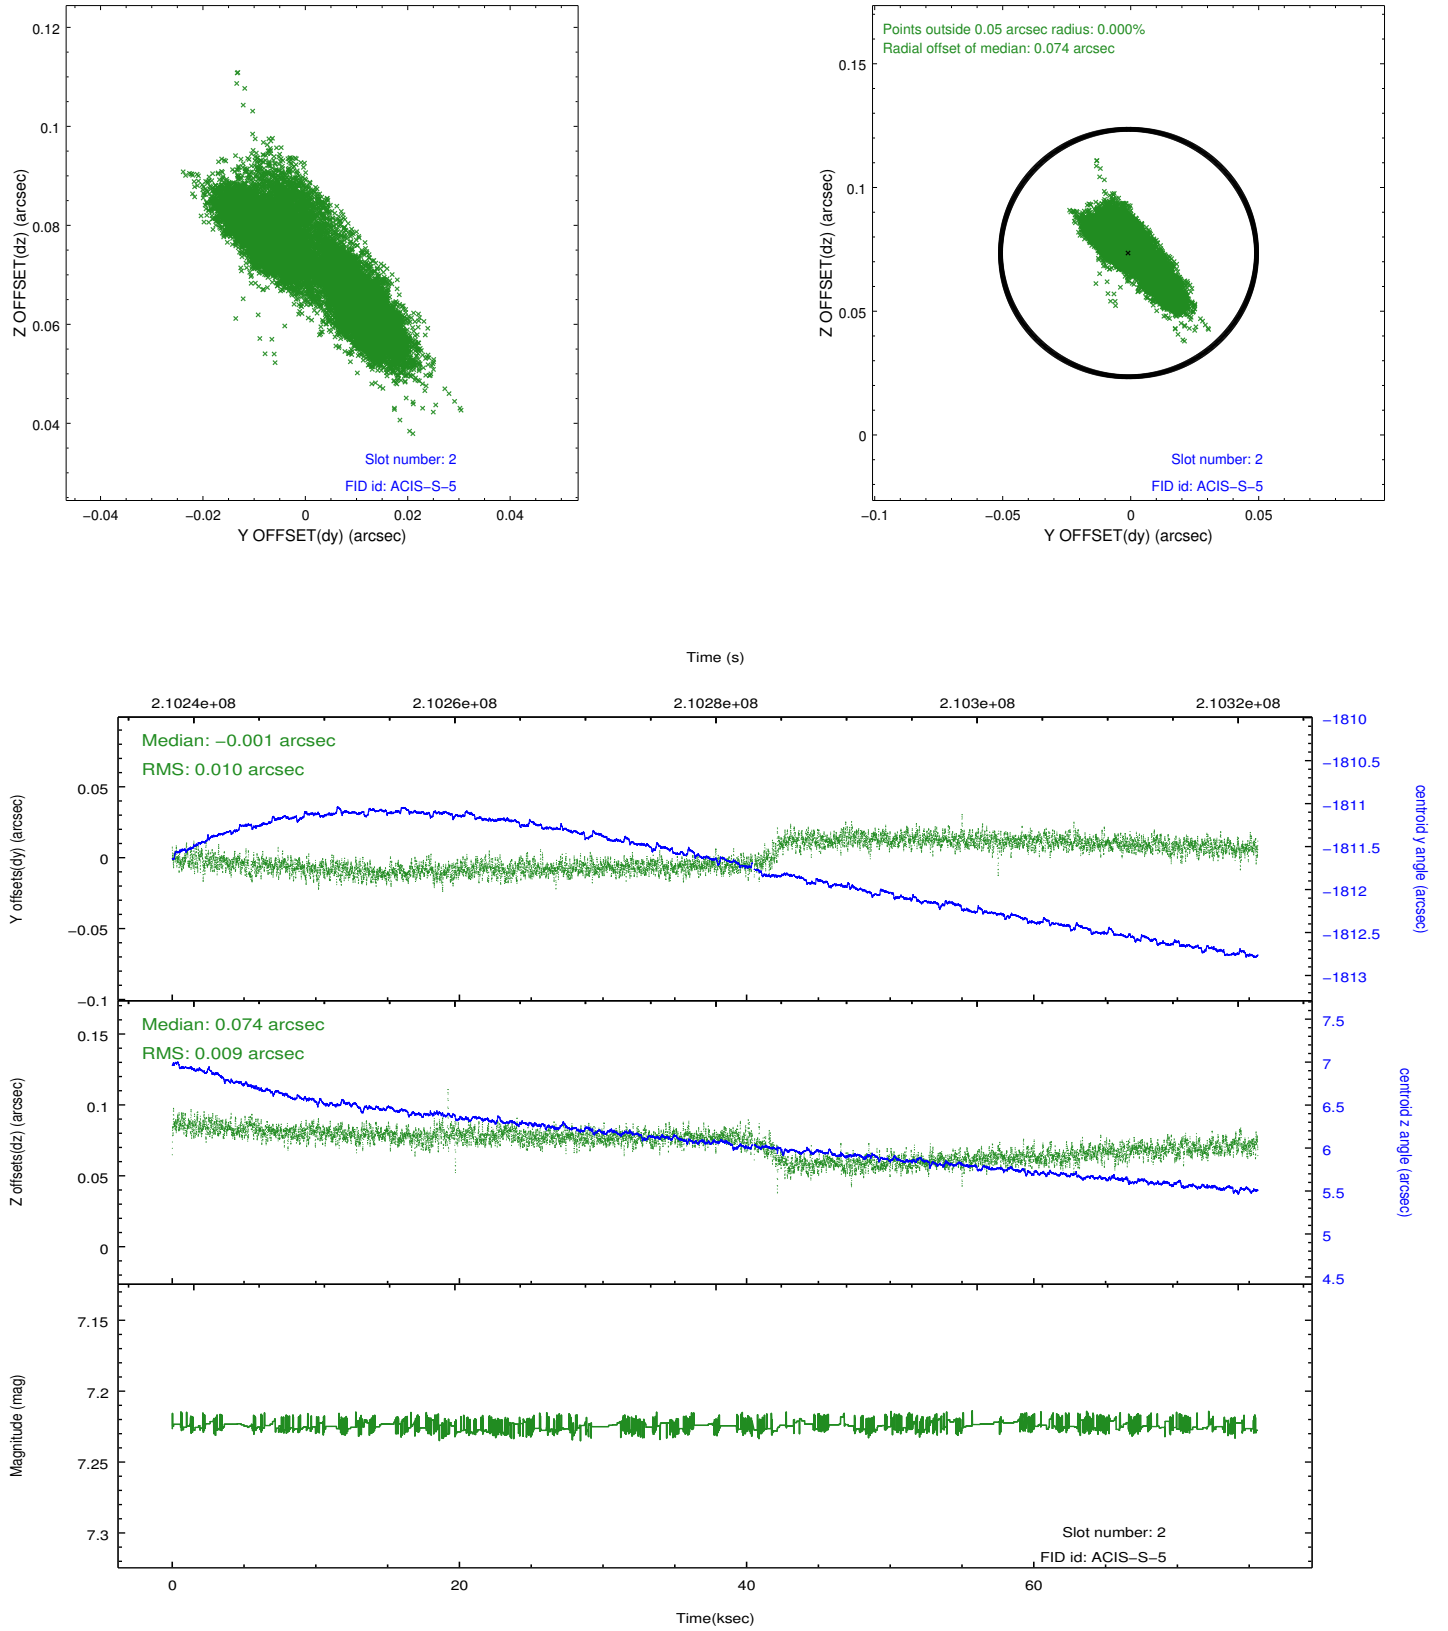 0.12
0.1
0.08
0.06
0.04
Z OFFSET(dz) (arcsec)
Slot number: 2
FID id: ACIS−S−5
−0.04 −0.02 0 0.02 0.04
Y OFFSET(dy) (arcsec)
Points outside 0.05 arcsec radius: 0.000%
Radial offset of median: 0.074 arcsec
0.15
0.1
0.05
0
Z OFFSET(dz) (arcsec)
Slot number: 2
FID id: ACIS−S−5
−0.1 −0.05 0 0.05
Y OFFSET(dy) (arcsec)
Time (s)
2.1024e+08 2.1026e+08 2.1028e+08 2.103e+08 2.1032e+08
Median: −0.001 arcsec
RMS: 0.010 arcsec
0.05
0
−0.05
−0.1
Y offsets(dy) (arcsec)
−1810
−1810.5
−1811
−1811.5
−1812
−1812.5
−1813
centroid y angle (arcsec)
Median: 0.074 arcsec
RMS: 0.009 arcsec
0.15
0.1
0.05
0
Z offsets(dz) (arcsec)
7.5
7
6.5
6
5.5
5
4.5
centroid z angle (arcsec)
7.15
7.2
7.25
7.3
Magnitude (mag)
Slot number: 2
FID id: ACIS−S−5
0 20 40 60
Time(ksec)